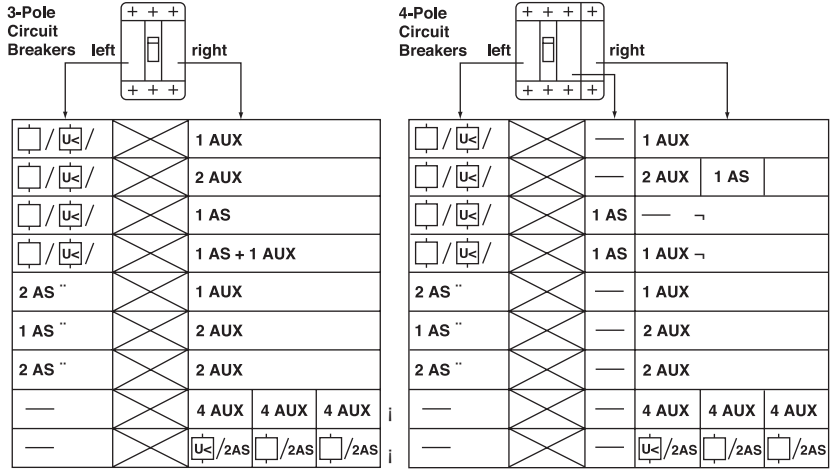 3-Pole
Circuit
Breakers left right
+ + +
+ + +
U< 1 AUX
U< 2 AUX
U< 1 AS
U< 1 AS + 1 AUX
2 AS ¨ 1 AUX
1 AS ¨ 2 AUX
2 AS ¨ 2 AUX
— 4 AUX 4 AUX 4 AUX ¡
— U< /2AS /2AS /2AS ¡
4-Pole
Circuit
Breakers left right
+ + + +
+ + + +
U< — 1 AUX
U< — 2 AUX 1 AS
U< 1 AS — ¬
U< 1 AS 1 AUX ¬
2 AS ¨ — 1 AUX
1 AS ¨ — 2 AUX
2 AS ¨ — 2 AUX
— — 4 AUX 4 AUX 4 AUX
— — U< /2AS /2AS /2AS